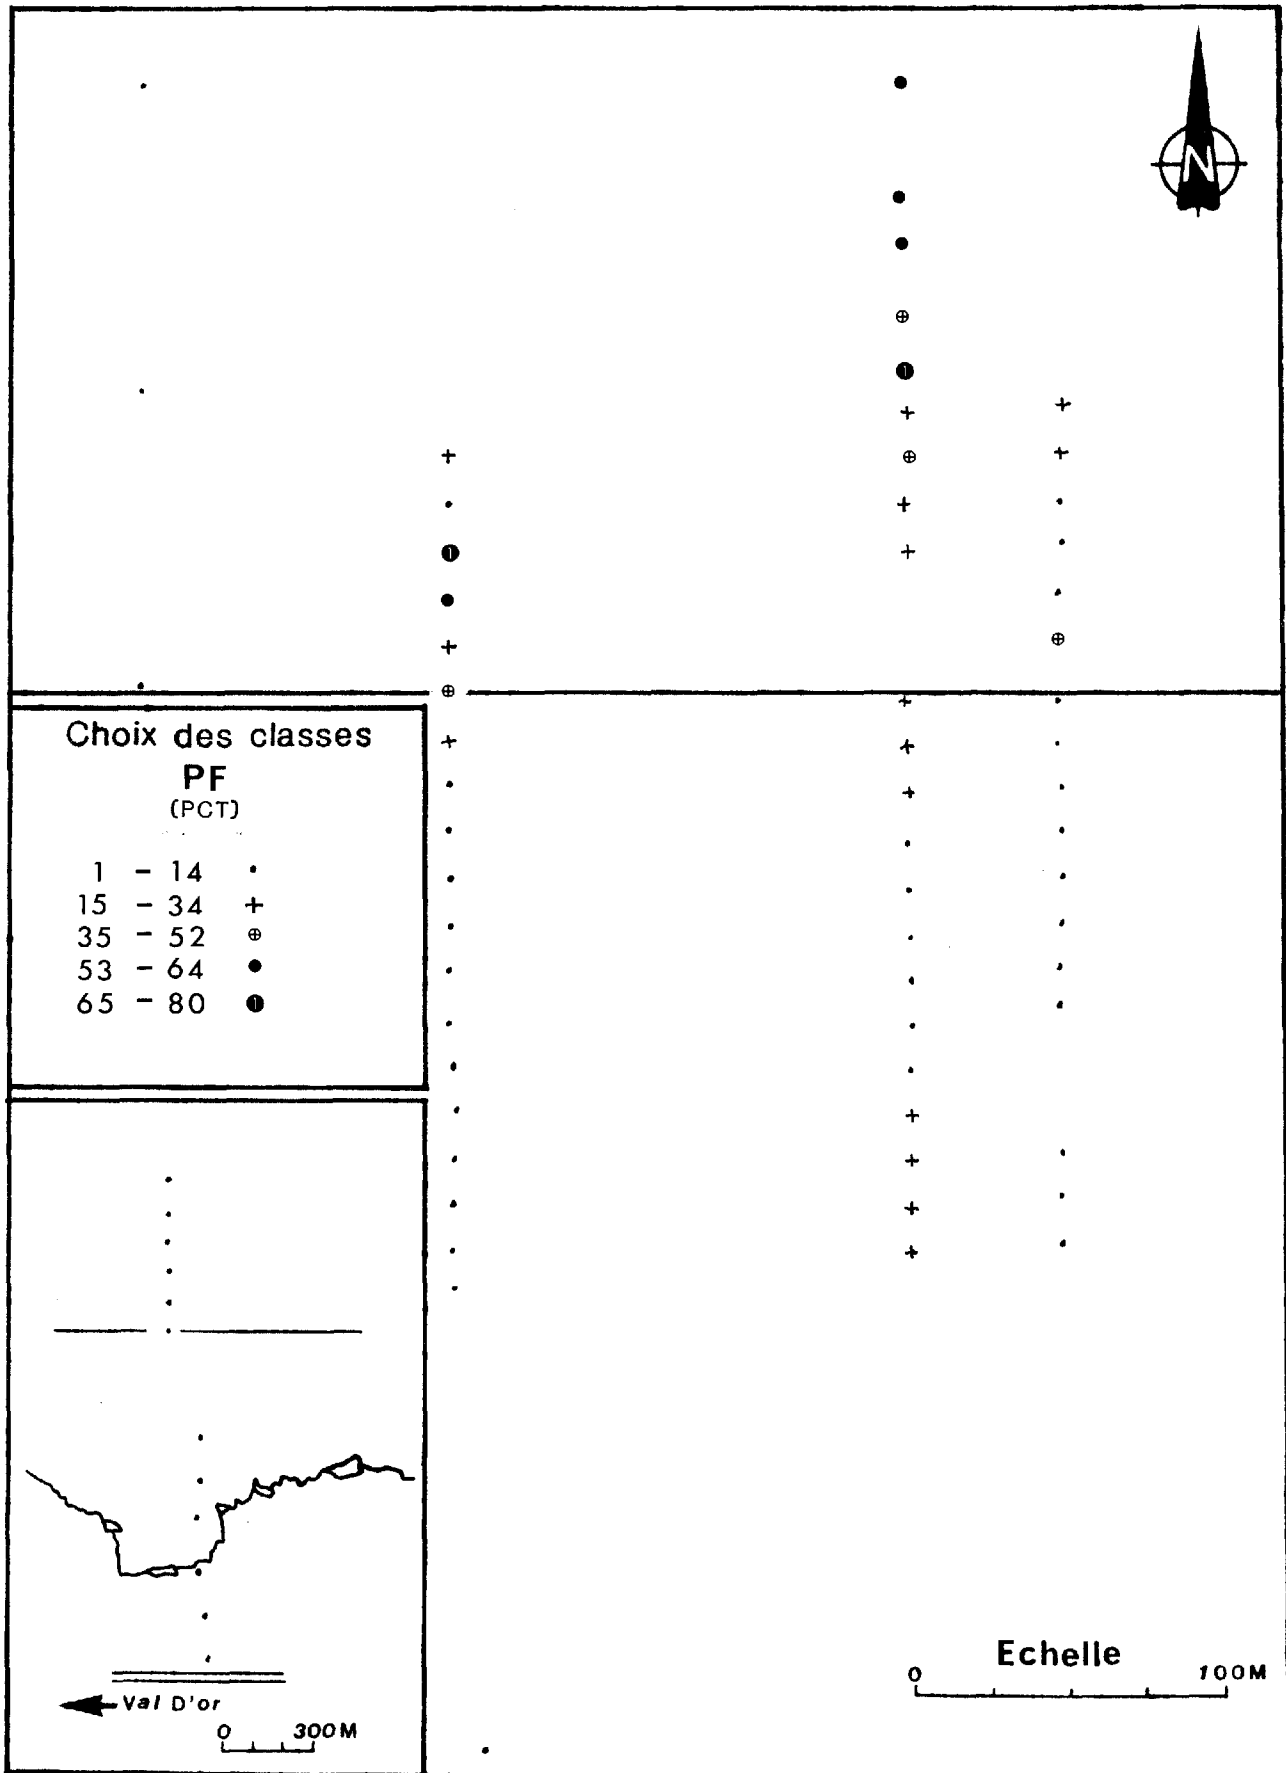 N
Choix des classes
PF
(PCT)
1 - 14 •
15 - 34 +
35 - 52 ⊕
53 - 64 ●
65 - 80 ❶
Val D'or
0 300M
Echelle
0 100M